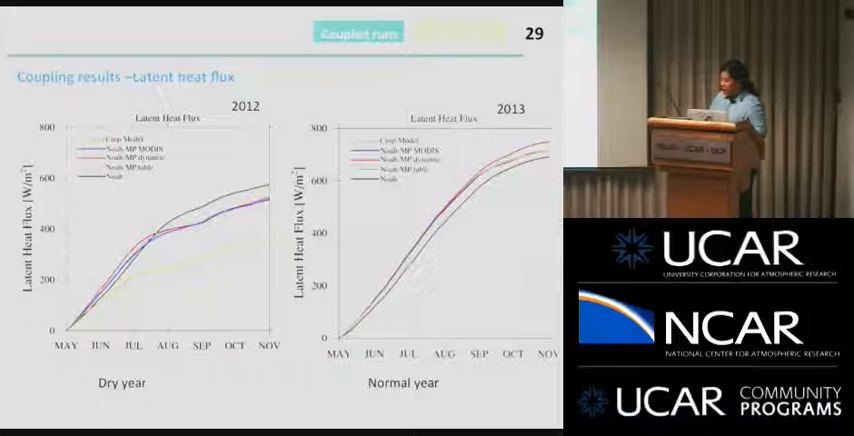 Coupled runs
29
Coupling results –Latent heat flux
2012
Latent Heat Flux
800
600
400
200
0
Latent Heat Flux [W/m²]
Crop Model
Noah-MP MODIS
Noah-MP dynamic
Noah-MP table
Noah
MAY JUN JUL AUG SEP OCT NOV
Dry year
2013
Latent Heat Flux
800
600
400
200
0
Latent Heat Flux [W/m²]
Crop Model
Noah-MP MODIS
Noah-MP dynamic
Noah-MP table
Noah
MAY JUN JUL AUG SEP OCT NOV
Normal year
UCAR
UNIVERSITY CORPORATION FOR ATMOSPHERIC RESEARCH
NCAR
NATIONAL CENTER FOR ATMOSPHERIC RESEARCH
UCAR COMMUNITY
PROGRAMS